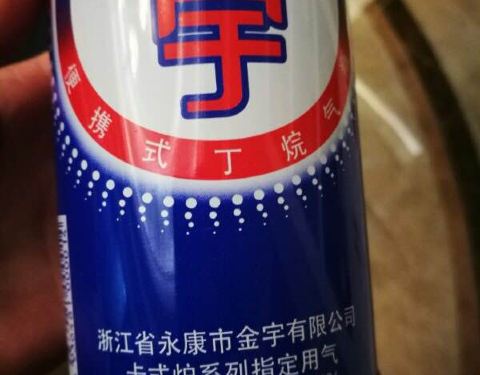 宇
便携式丁烷气
浙江省永康市金宇有限公司
卡式炉系列指定用气